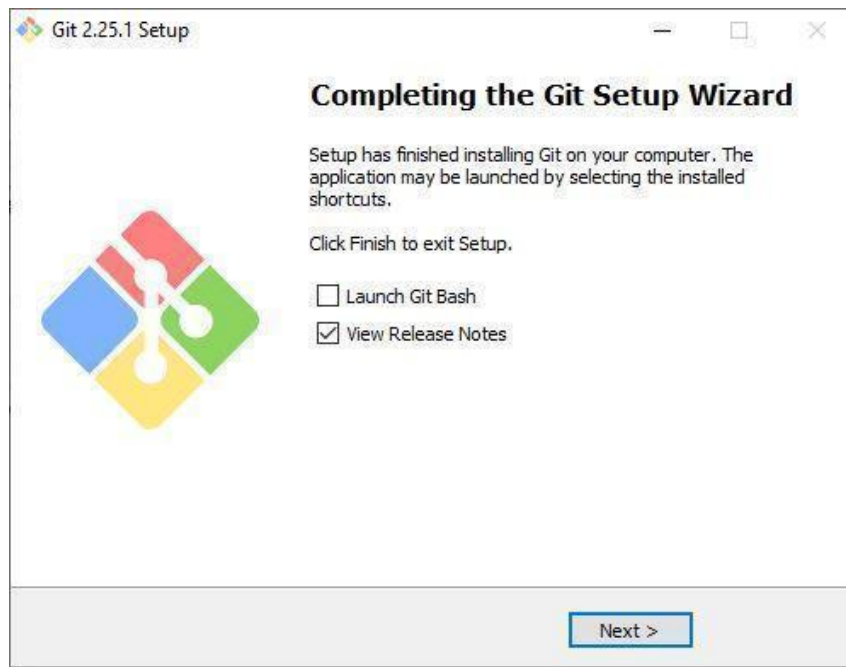 Git 2.25.1 Setup
Completing the Git Setup Wizard
Setup has finished installing Git on your computer. The
application may be launched by selecting the installed
shortcuts.
Click Finish to exit Setup.
Launch Git Bash
View Release Notes
Next >